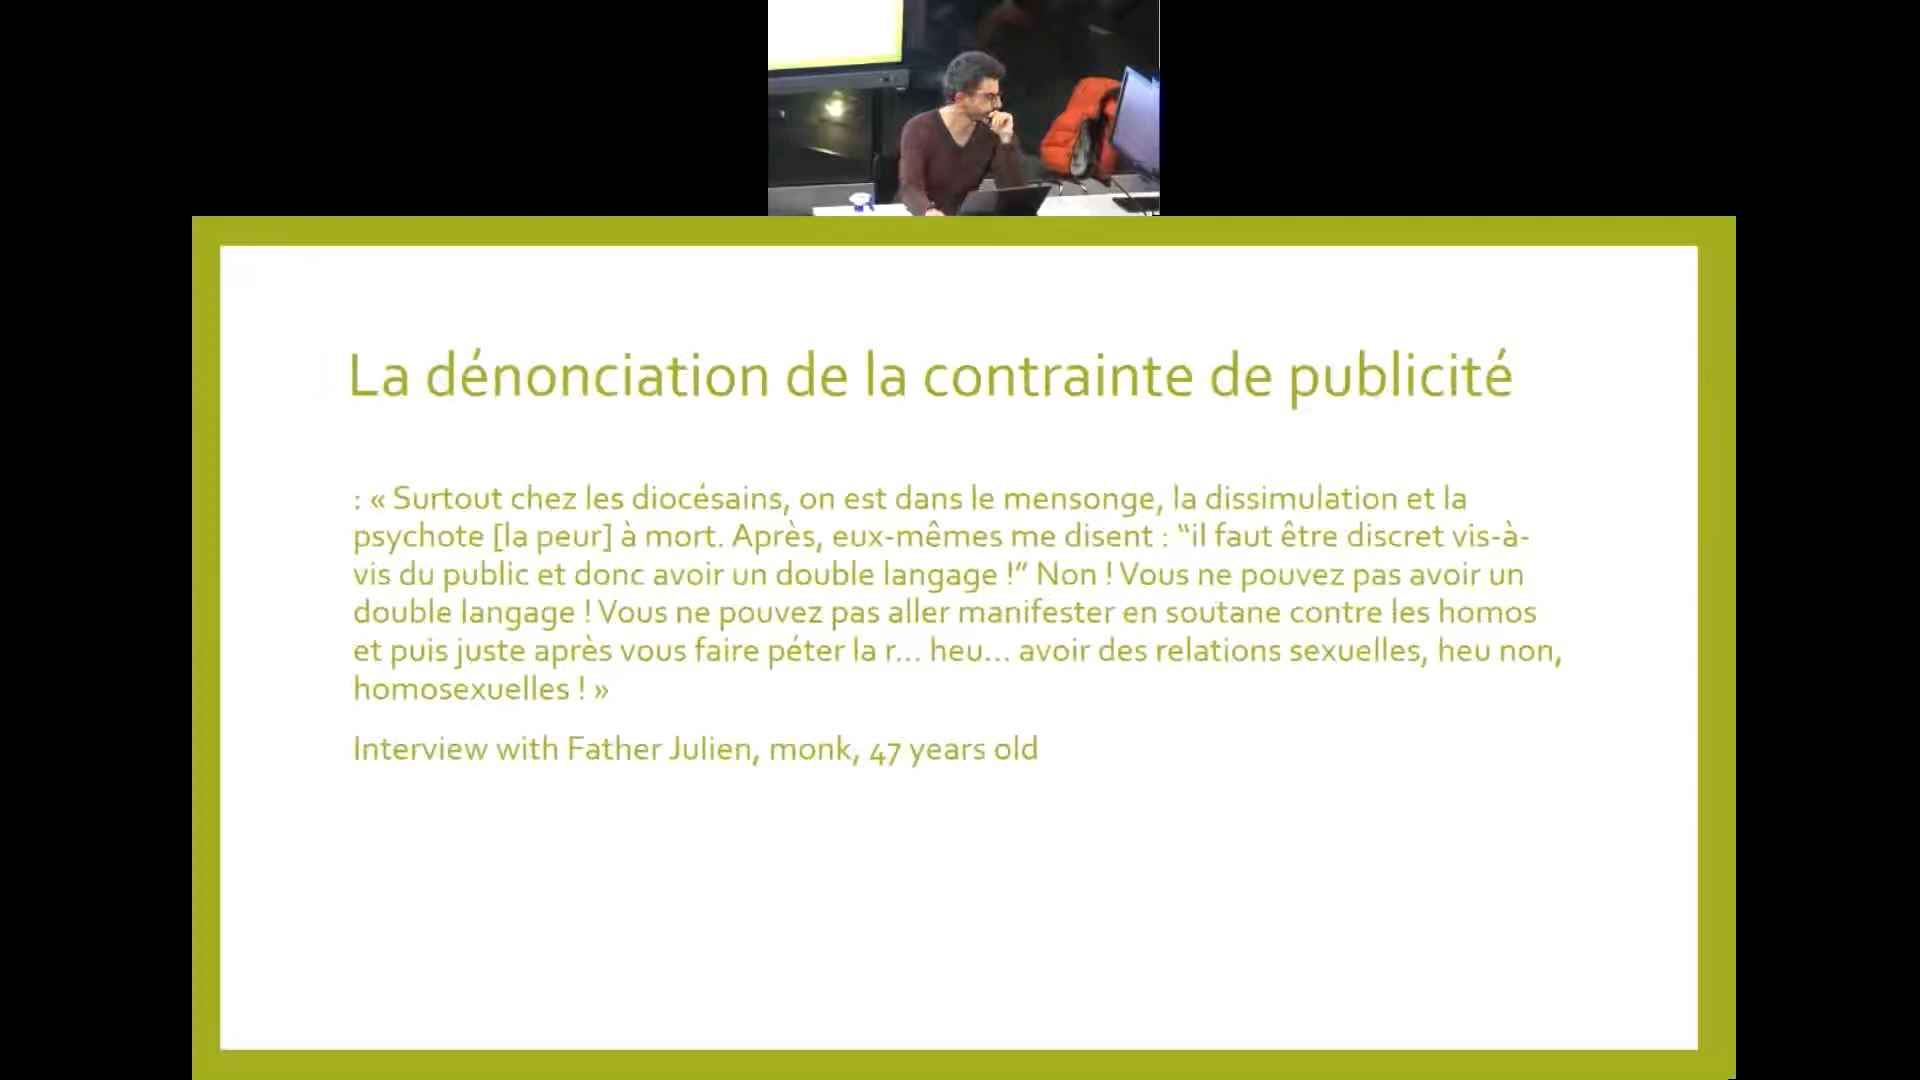 La dénonciation de la contrainte de publicité
: « Surtout chez les diocésains, on est dans le mensonge, la dissimulation et la
psychote [la peur] à mort. Après, eux-mêmes me disent : “il faut être discret vis-à-
vis du public et donc avoir un double langage !” Non ! Vous ne pouvez pas avoir un
double langage ! Vous ne pouvez pas aller manifester en soutane contre les homos
et puis juste après vous faire péter la r... heu... avoir des relations sexuelles, heu non,
homosexuelles ! »
Interview with Father Julien, monk, 47 years old